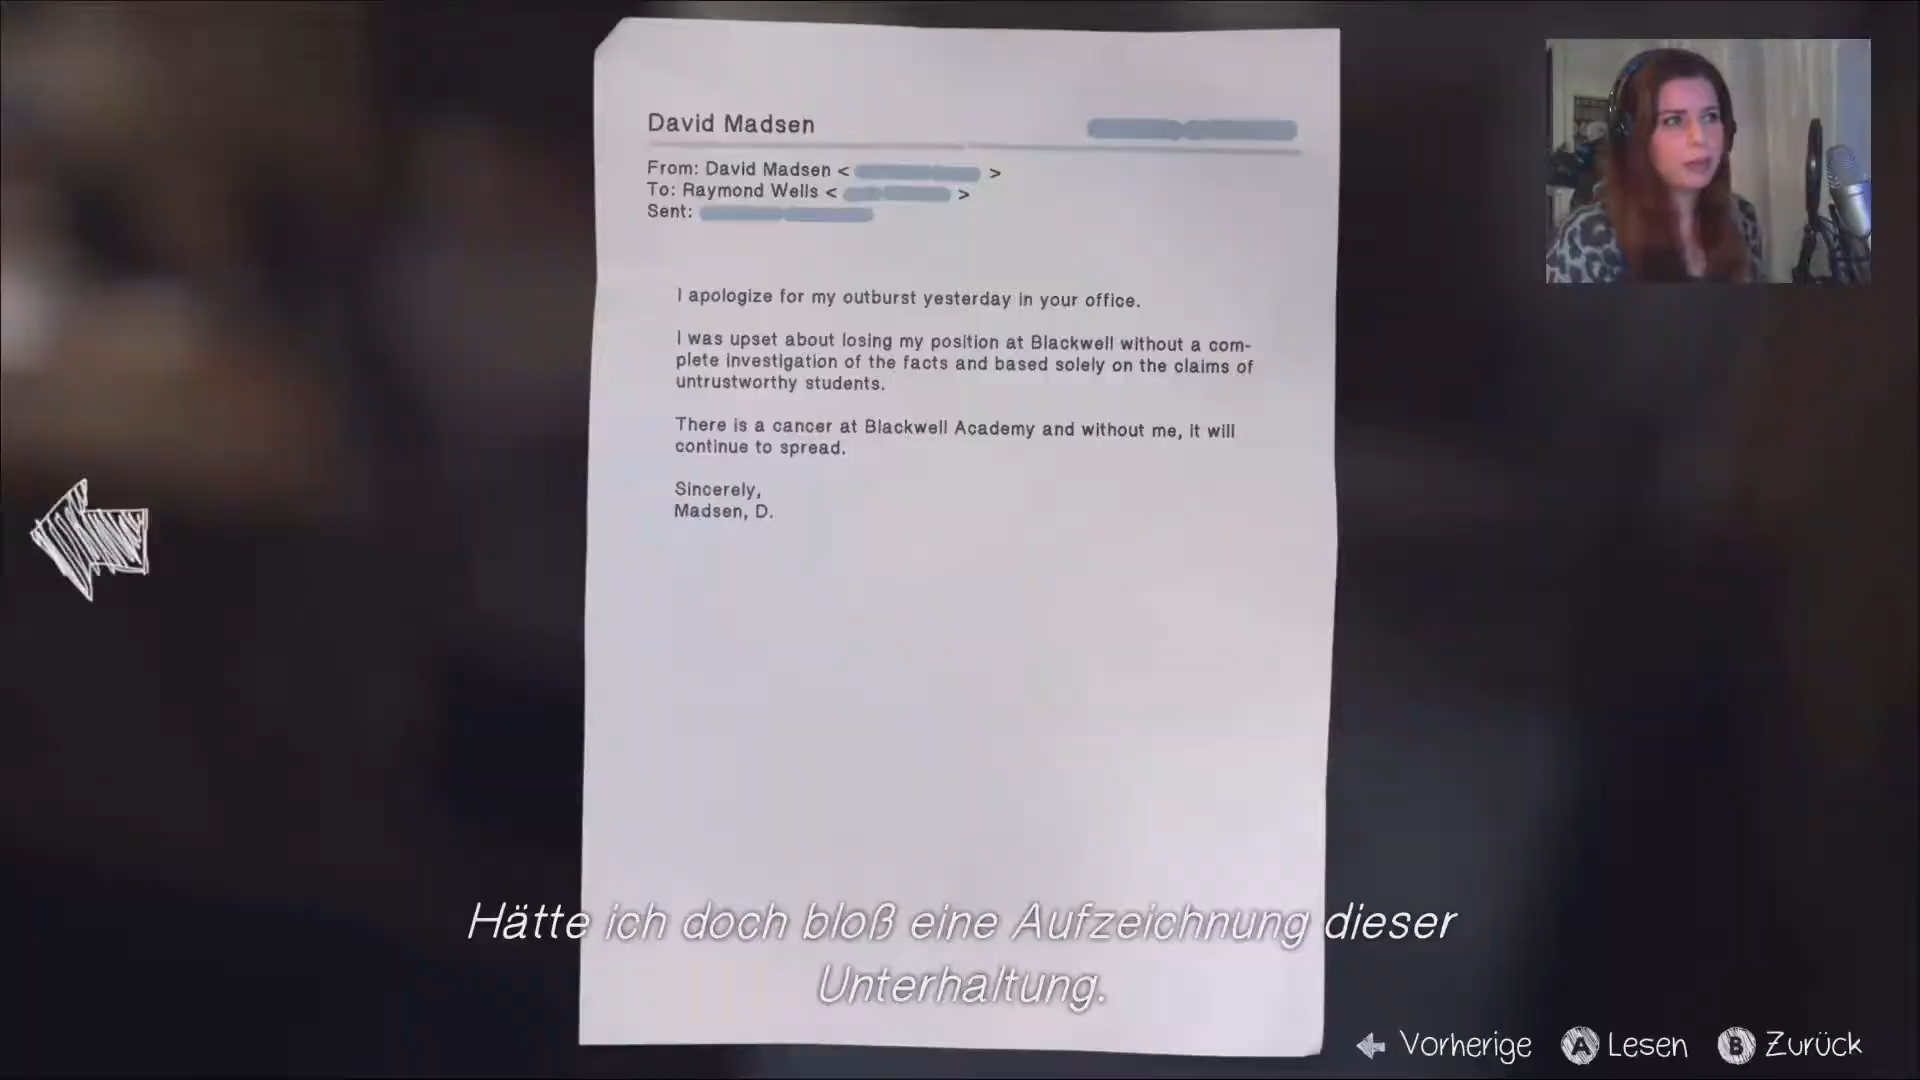 David Madsen
From: David Madsen < >
To: Raymond Wells < >
Sent:
I apologize for my outburst yesterday in your office.
I was upset about losing my position at Blackwell without a com-
plete investigation of the facts and based solely on the claims of
untrustworthy students.
There is a cancer at Blackwell Academy and without me, it will
continue to spread.
Sincerely,
Madsen, D.
Hätte ich doch bloß eine Aufzeichnung dieser
Unterhaltung.
Vorherige A Lesen B Zurück